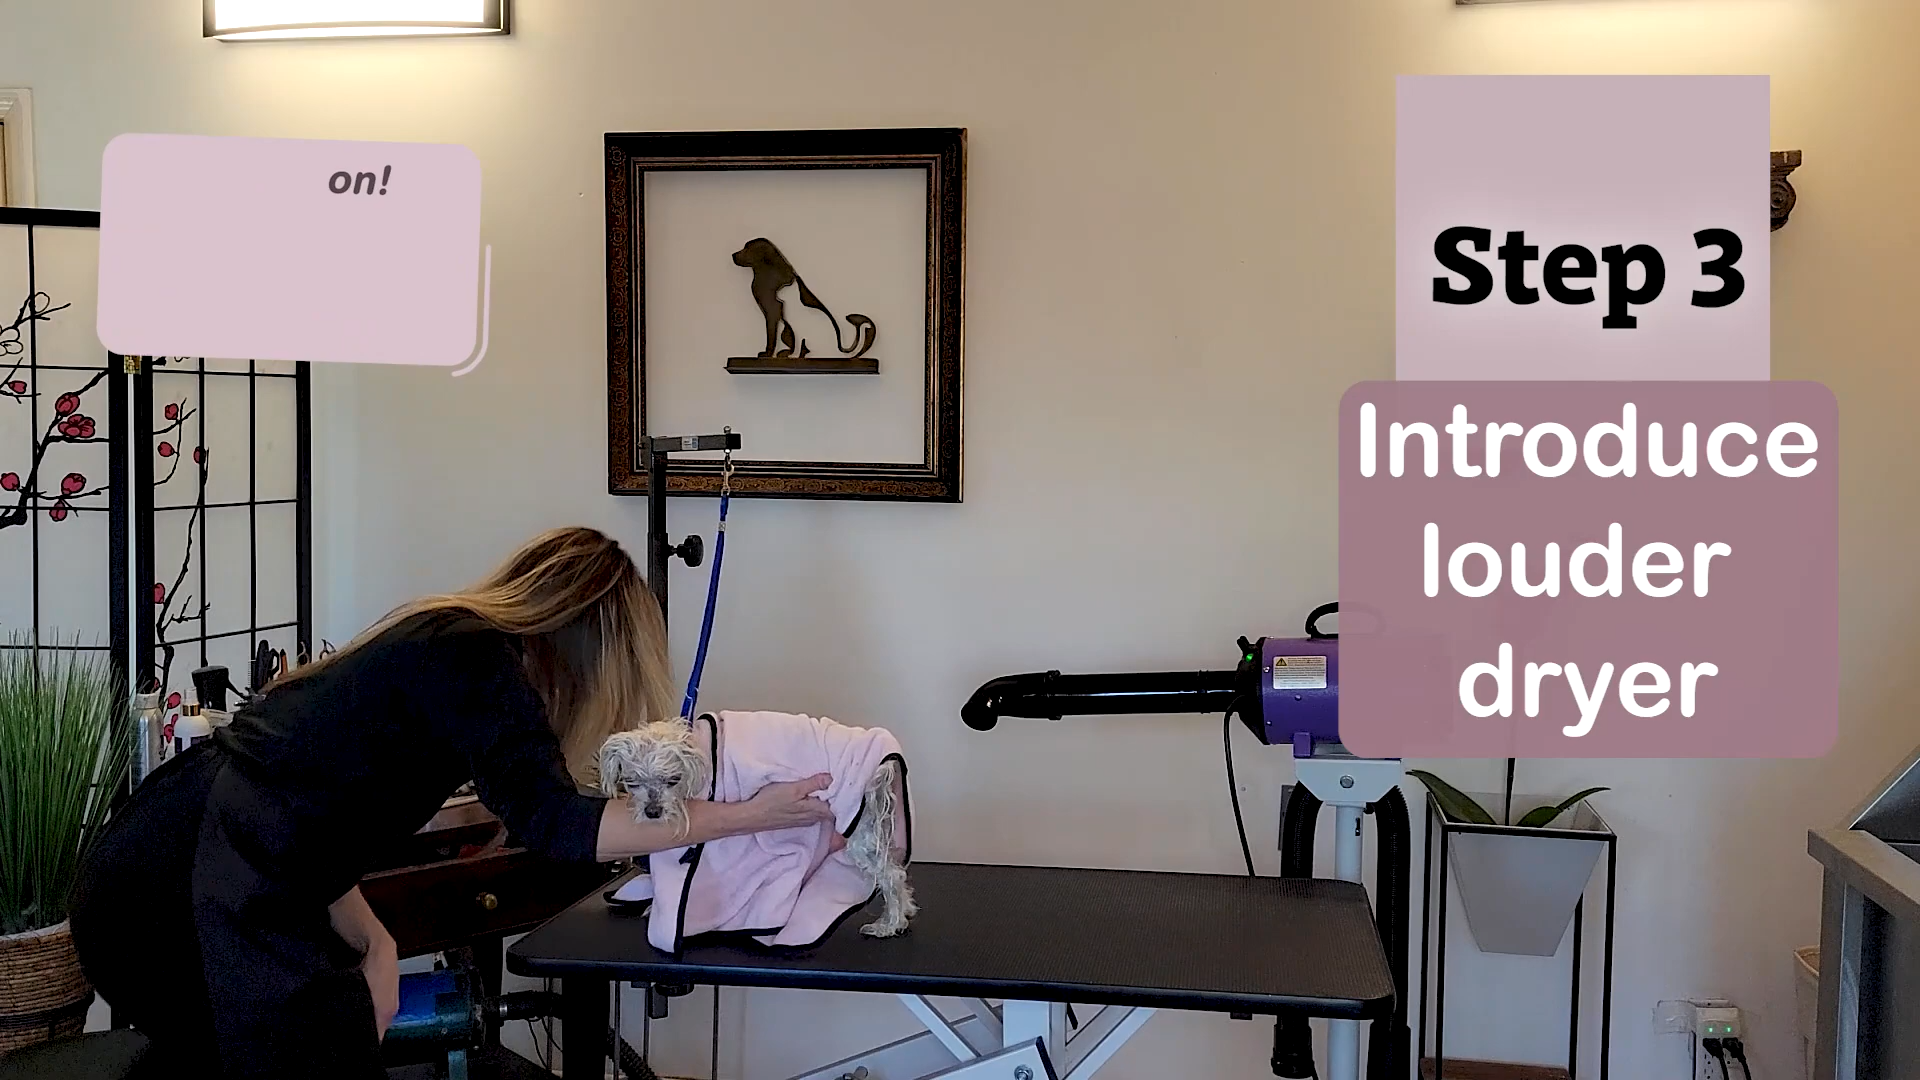 on!
Step 3
Introduce
louder
dryer